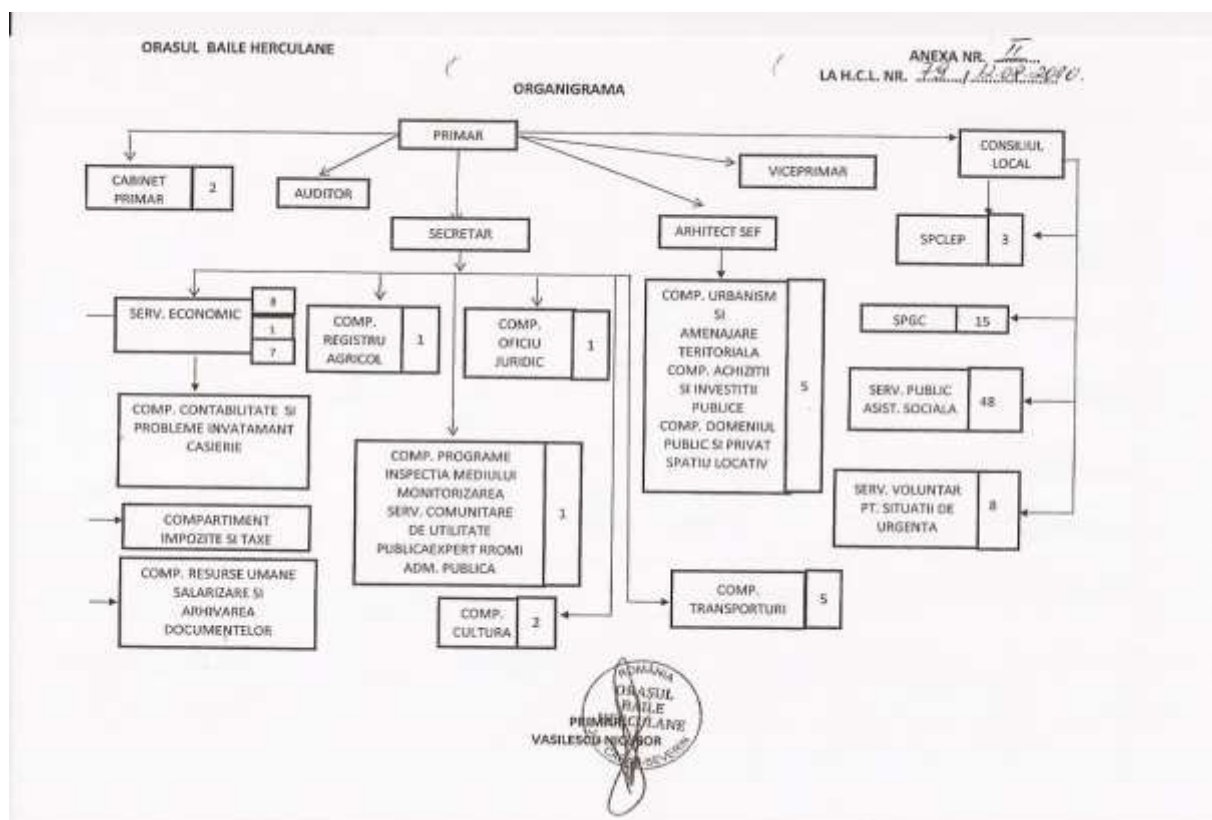 ORASUL BAILE HERCULANE
ANEXA NR. II
LA H.C.L. NR. 79
ORGANIGRAMA
PRIMAR
CONSILIUL
LOCAL
CABINET
PRIMAR
2
AUDITOR
VICEPRIMAR
SECRETAR
ARHITECT SEF
SPCLEP
3
SERV. ECONOMIC
8
1
7
COMP.
REGISTRU
AGRICOL
1
COMP.
OFICIU
JURIDIC
1
COMP. URBANISM
SI
AMENAJARE
TERITORIALA
COMP. ACHIZITII
SI INVESTITII
PUBLICE
COMP. DOMENIUL
PUBLIC SI PRIVAT
SPATIU LOCATIV
5
SPGC
15
SERV. PUBLIC
ASIST. SOCIALA
48
COMP. CONTABILITATE SI
PROBLEME INVATAMANT
CASIERIE
COMP. PROGRAME
INSPECTIA MEDIULUI
MONITORIZAREA
SERV. COMUNITARE
DE UTILITATE
PUBLICAEXPERT RROMI
ADM. PUBLICA
1
SERV. VOLUNTAR
PT. SITUATII DE
URGENTA
8
COMPARTIMENT
IMPOZITE SI TAXE
COMP. RESURSE UMANE
SALARIZARE SI
ARHIVAREA
DOCUMENTELOR
COMP.
CULTURA
2
COMP.
TRANSPORTURI
5
ROMANIA
ORASUL
BAILE
HERCULANE
PRIMAR
VASILESCU